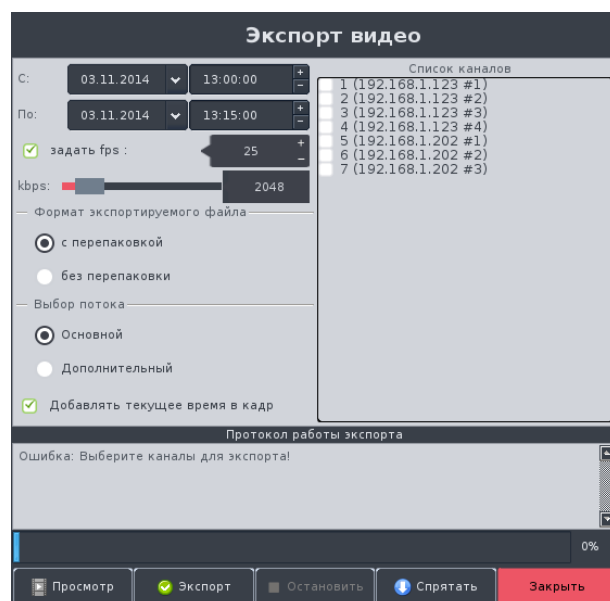 Экспорт видео
С: 03.11.2014 13:00:00
По: 03.11.2014 13:15:00
задать fps : 25
kbps: 2048
Формат экспортируемого файла
с перепаковкой
без перепаковки
Выбор потока
Основной
Дополнительный
Добавлять текущее время в кадр
Список каналов
1 (192.168.1.123 #1)
2 (192.168.1.123 #2)
3 (192.168.1.123 #3)
4 (192.168.1.123 #4)
5 (192.168.1.202 #1)
6 (192.168.1.202 #2)
7 (192.168.1.202 #3)
Протокол работы экспорта
Ошибка: Выберите каналы для экспорта!
0%
Просмотр Экспорт Остановить Спрятать Закрыть